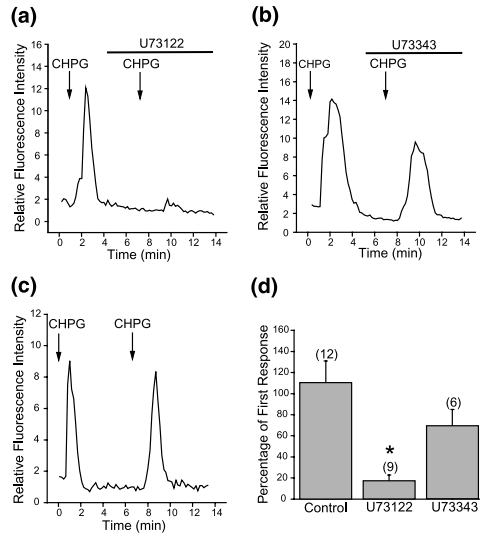 (a)
U73122
CHPG
CHPG
Relative Fluorescence Intensity
16
14
12
10
8
6
4
2
0
0 2 4 6 8 10 12 14
Time (min)
(b)
U73343
CHPG
CHPG
Relative Fluorescence Intensity
20
18
16
14
12
10
8
6
4
2
0
0 2 4 6 8 10 12 14
Time (min)
(c)
CHPG
CHPG
Relative Fluorescence Intensity
12
10
8
6
4
2
0
0 2 4 6 8 10 12 14
Time (min)
(d)
Percentage of First Response
160
140
120
100
80
60
40
20
0
(12)
*
(9)
(6)
Control U73122 U73343